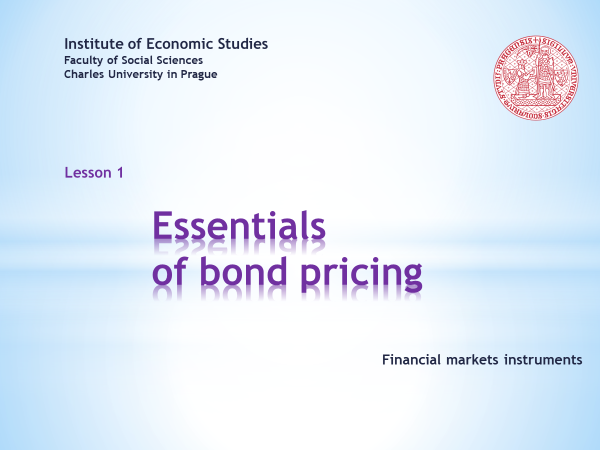 Institute of Economic Studies
Faculty of Social Sciences
Charles University in Prague
Lesson 1
Essentials
of bond pricing
Financial markets instruments